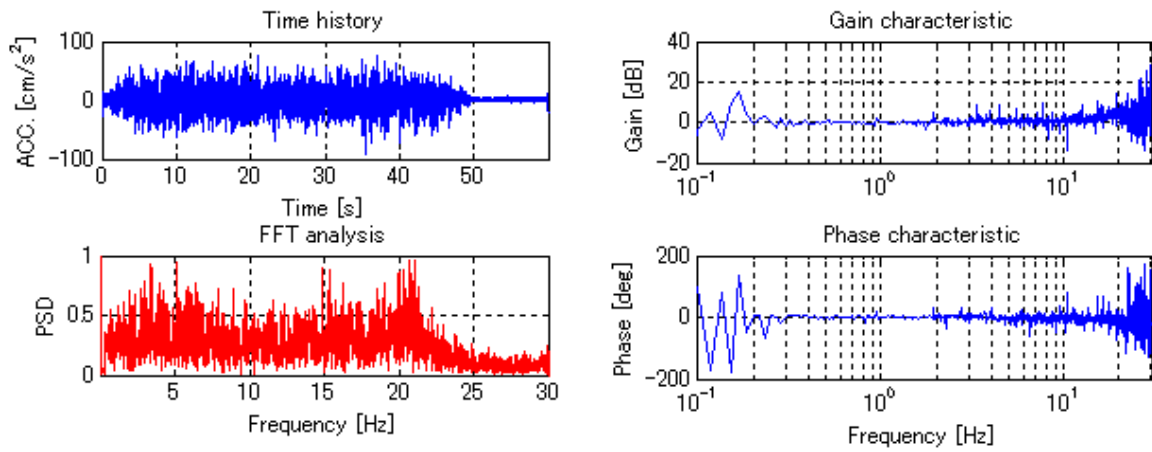 Time history
100
0
-100
ACC. [cm/s²]
0 10 20 30 40 50
Time [s]
Gain characteristic
40
20
0
-20
Gain [dB]
10⁻¹ 10⁰ 10¹
FFT analysis
1
0.5
0
PSD
5 10 15 20 25 30
Frequency [Hz]
Phase characteristic
200
0
-200
Phase [deg]
10⁻¹ 10⁰ 10¹
Frequency [Hz]